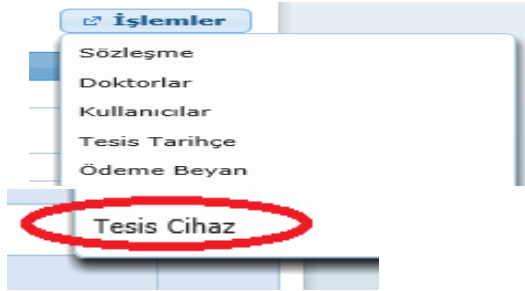 İşlemler
Sözleşme
Doktorlar
Kullanıcılar
Tesis Tarihçe
Ödeme Beyan
Tesis Cihaz